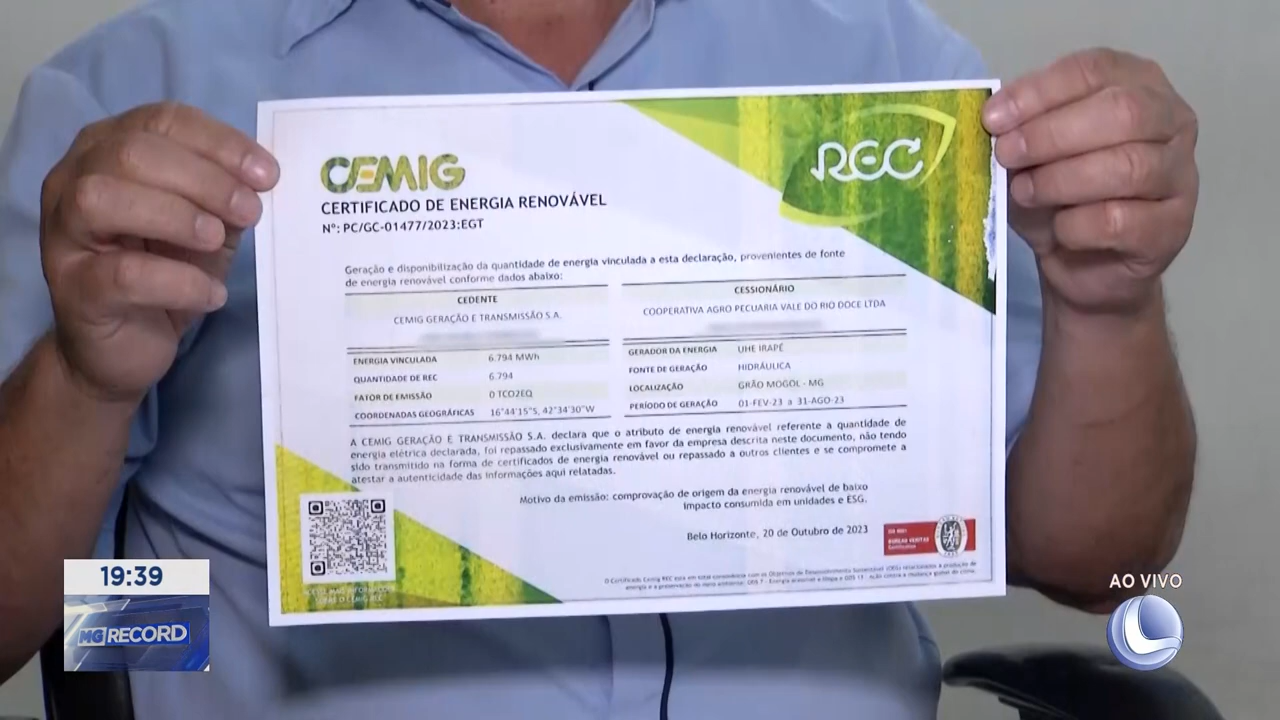 CEMIG
REC
CERTIFICADO DE ENERGIA RENOVÁVEL
Nº: PC/GC-01477/2023:EGT
Geração e disponibilização da quantidade de energia vinculada a esta declaração, provenientes de fonte
de energia renovável conforme dados abaixo:
CEDENTE
CEMIG GERAÇÃO E TRANSMISSÃO S.A.
CESSIONÁRIO
COOPERATIVA AGRO PECUARIA VALE DO RIO DOCE LTDA
ENERGIA VINCULADA 6.794 MWh
QUANTIDADE DE REC 6.794
FATOR DE EMISSÃO 0 TCO2EQ
COORDENADAS GEOGRÁFICAS 16°44'15"S, 42°34'30"W
GERADOR DA ENERGIA UHE IRAPÉ
FONTE DE GERAÇÃO HIDRÁULICA
LOCALIZAÇÃO GRÃO MOGOL - MG
PERÍODO DE GERAÇÃO 01-FEV-23 a 31-AGO-23
A CEMIG GERAÇÃO E TRANSMISSÃO S.A. declara que o atributo de energia renovável referente a quantidade de
energia elétrica declarada, foi repassado exclusivamente em favor da empresa descrita neste documento, não tendo
sido transmitido na forma de certificados de energia renovável ou repassado a outros clientes e se compromete a
atestar a autenticidade das informações aqui relatadas.
Motivo da emissão: comprovação de origem da energia renovável de baixo
impacto consumida em unidades e ESG.
Belo Horizonte, 20 de Outubro de 2023
BUREAU VERITAS
Certification
19:39
MG RECORD
AO VIVO